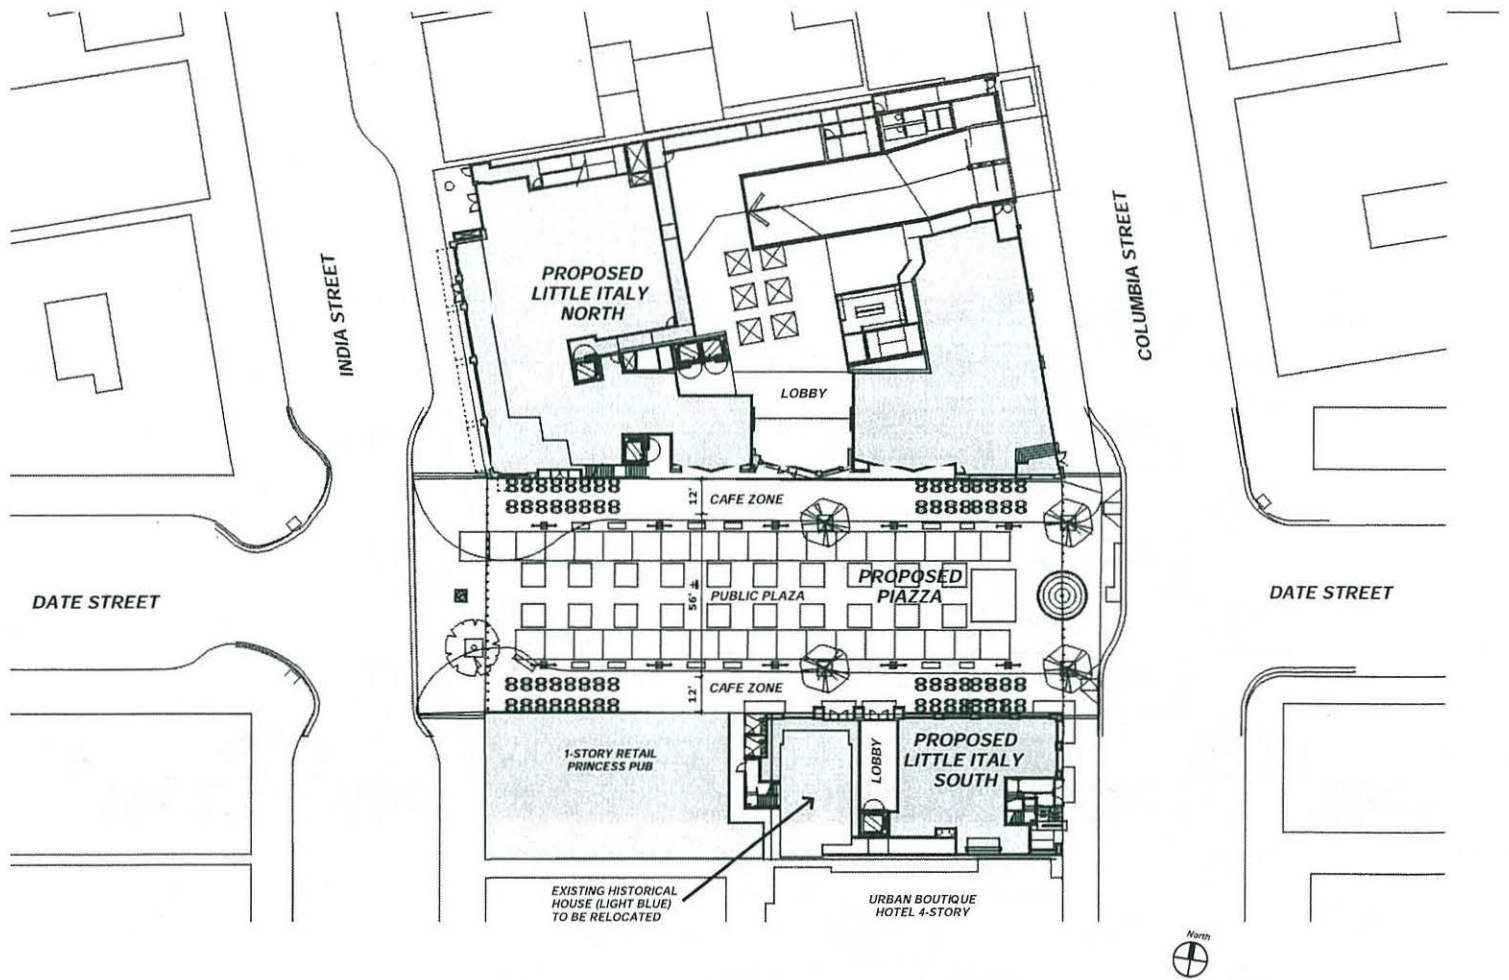 PROPOSED
LITTLE ITALY
NORTH
INDIA STREET
COLUMBIA STREET
LOBBY
12'
CAFE ZONE
DATE STREET
56' ±
PUBLIC PLAZA
PROPOSED
PIAZZA
DATE STREET
12'
CAFE ZONE
1-STORY RETAIL
PRINCESS PUB
LOBBY
PROPOSED
LITTLE ITALY
SOUTH
EXISTING HISTORICAL
HOUSE (LIGHT BLUE)
TO BE RELOCATED
URBAN BOUTIQUE
HOTEL 4-STORY
North